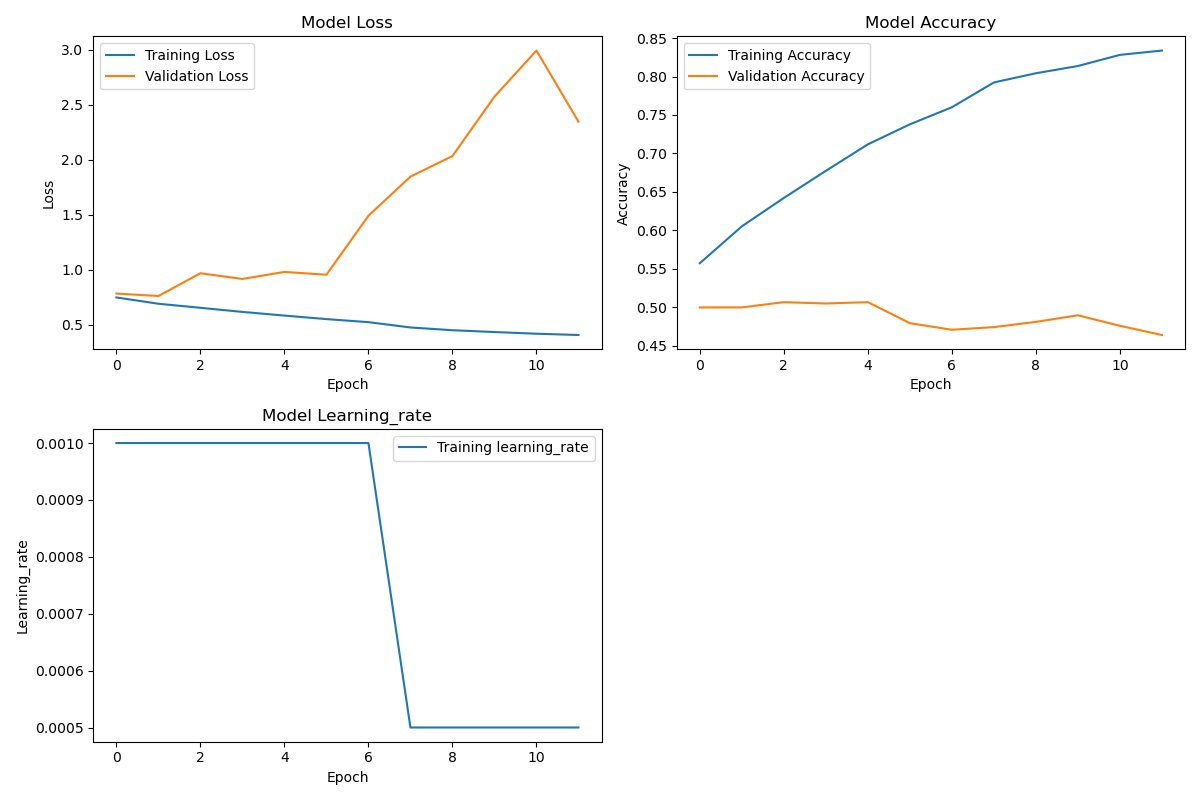 Model Loss
Training Loss
Validation Loss
3.0
2.5
2.0
1.5
1.0
0.5
Loss
0 2 4 6 8 10
Epoch
Model Accuracy
Training Accuracy
Validation Accuracy
0.85
0.80
0.75
0.70
0.65
0.60
0.55
0.50
0.45
Accuracy
0 2 4 6 8 10
Epoch
Model Learning_rate
Training learning_rate
0.0010
0.0009
0.0008
0.0007
0.0006
0.0005
Learning_rate
0 2 4 6 8 10
Epoch